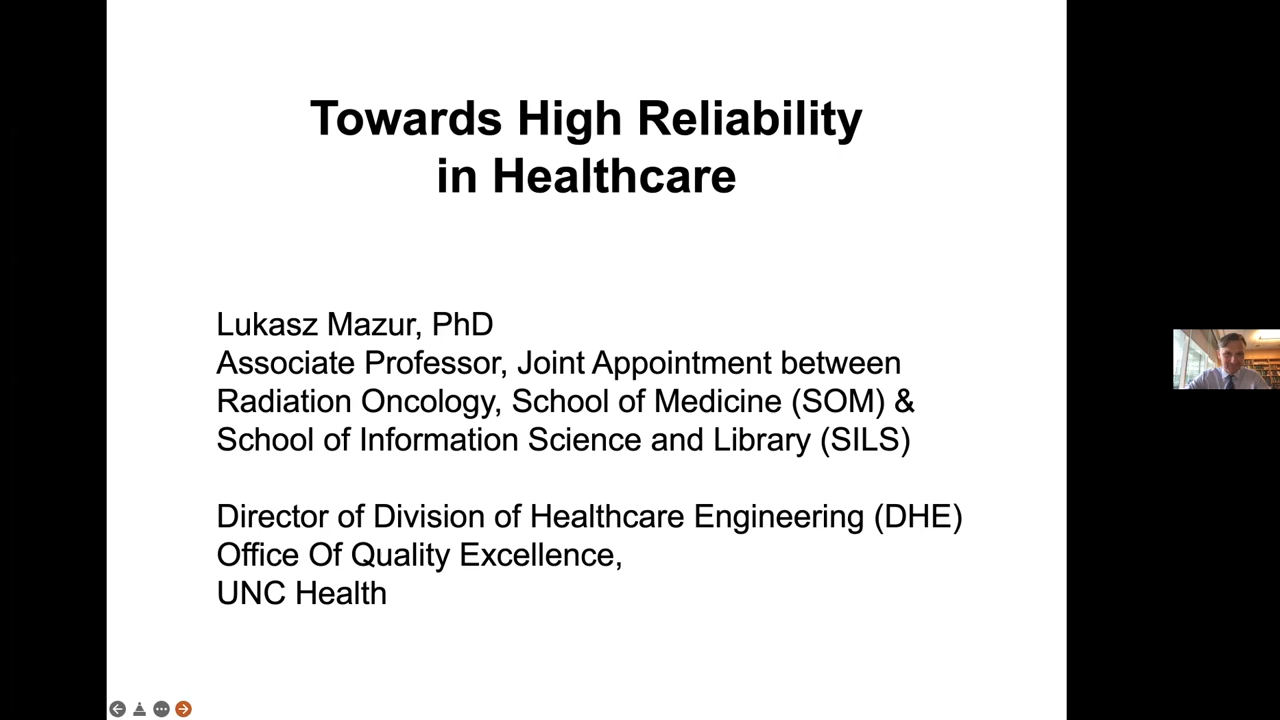 Towards High Reliability
in Healthcare
Lukasz Mazur, PhD
Associate Professor, Joint Appointment between
Radiation Oncology, School of Medicine (SOM) &
School of Information Science and Library (SILS)
Director of Division of Healthcare Engineering (DHE)
Office Of Quality Excellence,
UNC Health